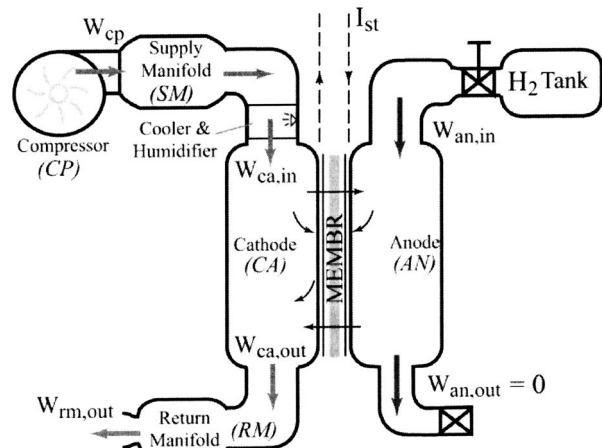 W_cp
I_st
Supply
Manifold
(SM)
H2 Tank
Cooler &
Humidifier
Compressor
(CP)
W_an,in
W_ca,in
MEMBR
Cathode
(CA)
Anode
(AN)
W_ca,out
W_an,out = 0
W_rm,out
Return
Manifold (RM)